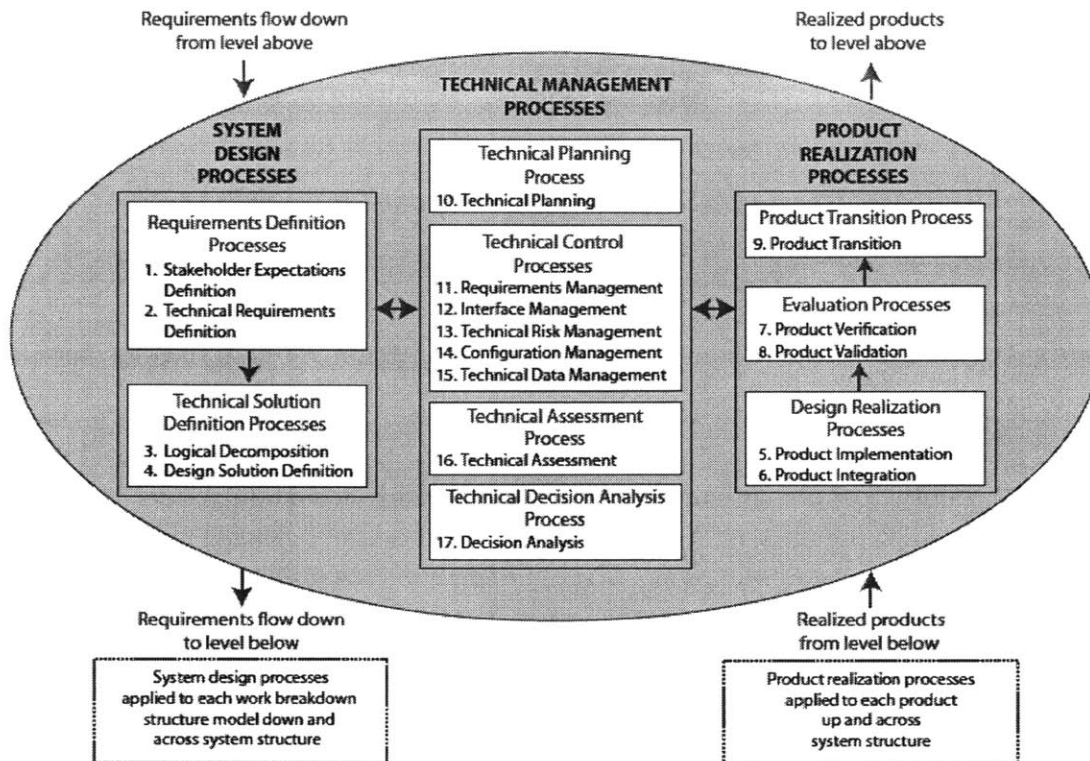 Requirements flow down
from level above
Realized products
to level above
TECHNICAL MANAGEMENT
PROCESSES
SYSTEM
DESIGN
PROCESSES
Requirements Definition
Processes
1. Stakeholder Expectations
Definition
2. Technical Requirements
Definition
Technical Solution
Definition Processes
3. Logical Decomposition
4. Design Solution Definition
Technical Planning
Process
10. Technical Planning
Technical Control
Processes
11. Requirements Management
12. Interface Management
13. Technical Risk Management
14. Configuration Management
15. Technical Data Management
Technical Assessment
Process
16. Technical Assessment
Technical Decision Analysis
Process
17. Decision Analysis
PRODUCT
REALIZATION
PROCESSES
Product Transition Process
9. Product Transition
Evaluation Processes
7. Product Verification
8. Product Validation
Design Realization
Processes
5. Product Implementation
6. Product Integration
Requirements flow down
to level below
System design processes
applied to each work breakdown
structure model down and
across system structure
Realized products
from level below
Product realization processes
applied to each product
up and across
system structure